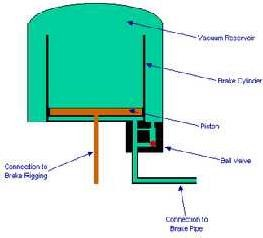 Vacuum Reservoir
Brake Cylinder
Piston
Ball Valve
Connection to
Brake Rigging
Connection to
Brake Pipe